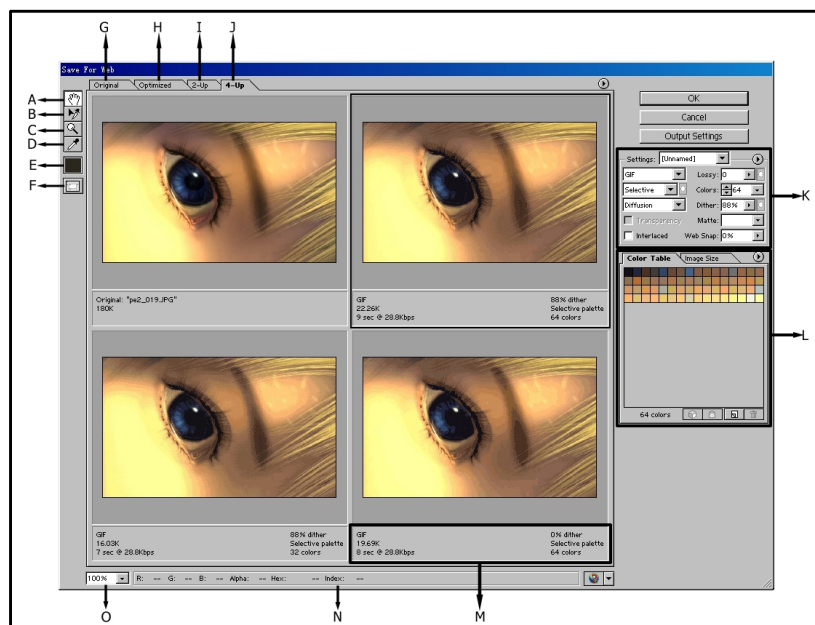 G H I J
Save For Web
Original Optimized 2-Up 4-Up
A
B
C
D
E
F
OK
Cancel
Output Settings
Settings: [Unnamed]
GIF Lossy: 0
Selective Colors: 64
Diffusion Dither: 88%
Transparency Matte:
Interlaced Web Snap: 0%
K
Color Table Image Size
64 colors
L
Original: "pe2_019.JPG"
180K
GIF 88% dither
22.26K Selective palette
9 sec @ 28.8Kbps 64 colors
GIF 88% dither
16.03K Selective palette
7 sec @ 28.8Kbps 32 colors
GIF 0% dither
19.69K Selective palette
8 sec @ 28.8Kbps 64 colors
100% R: -- G: -- B: -- Alpha: -- Hex: -- Index: --
O N M